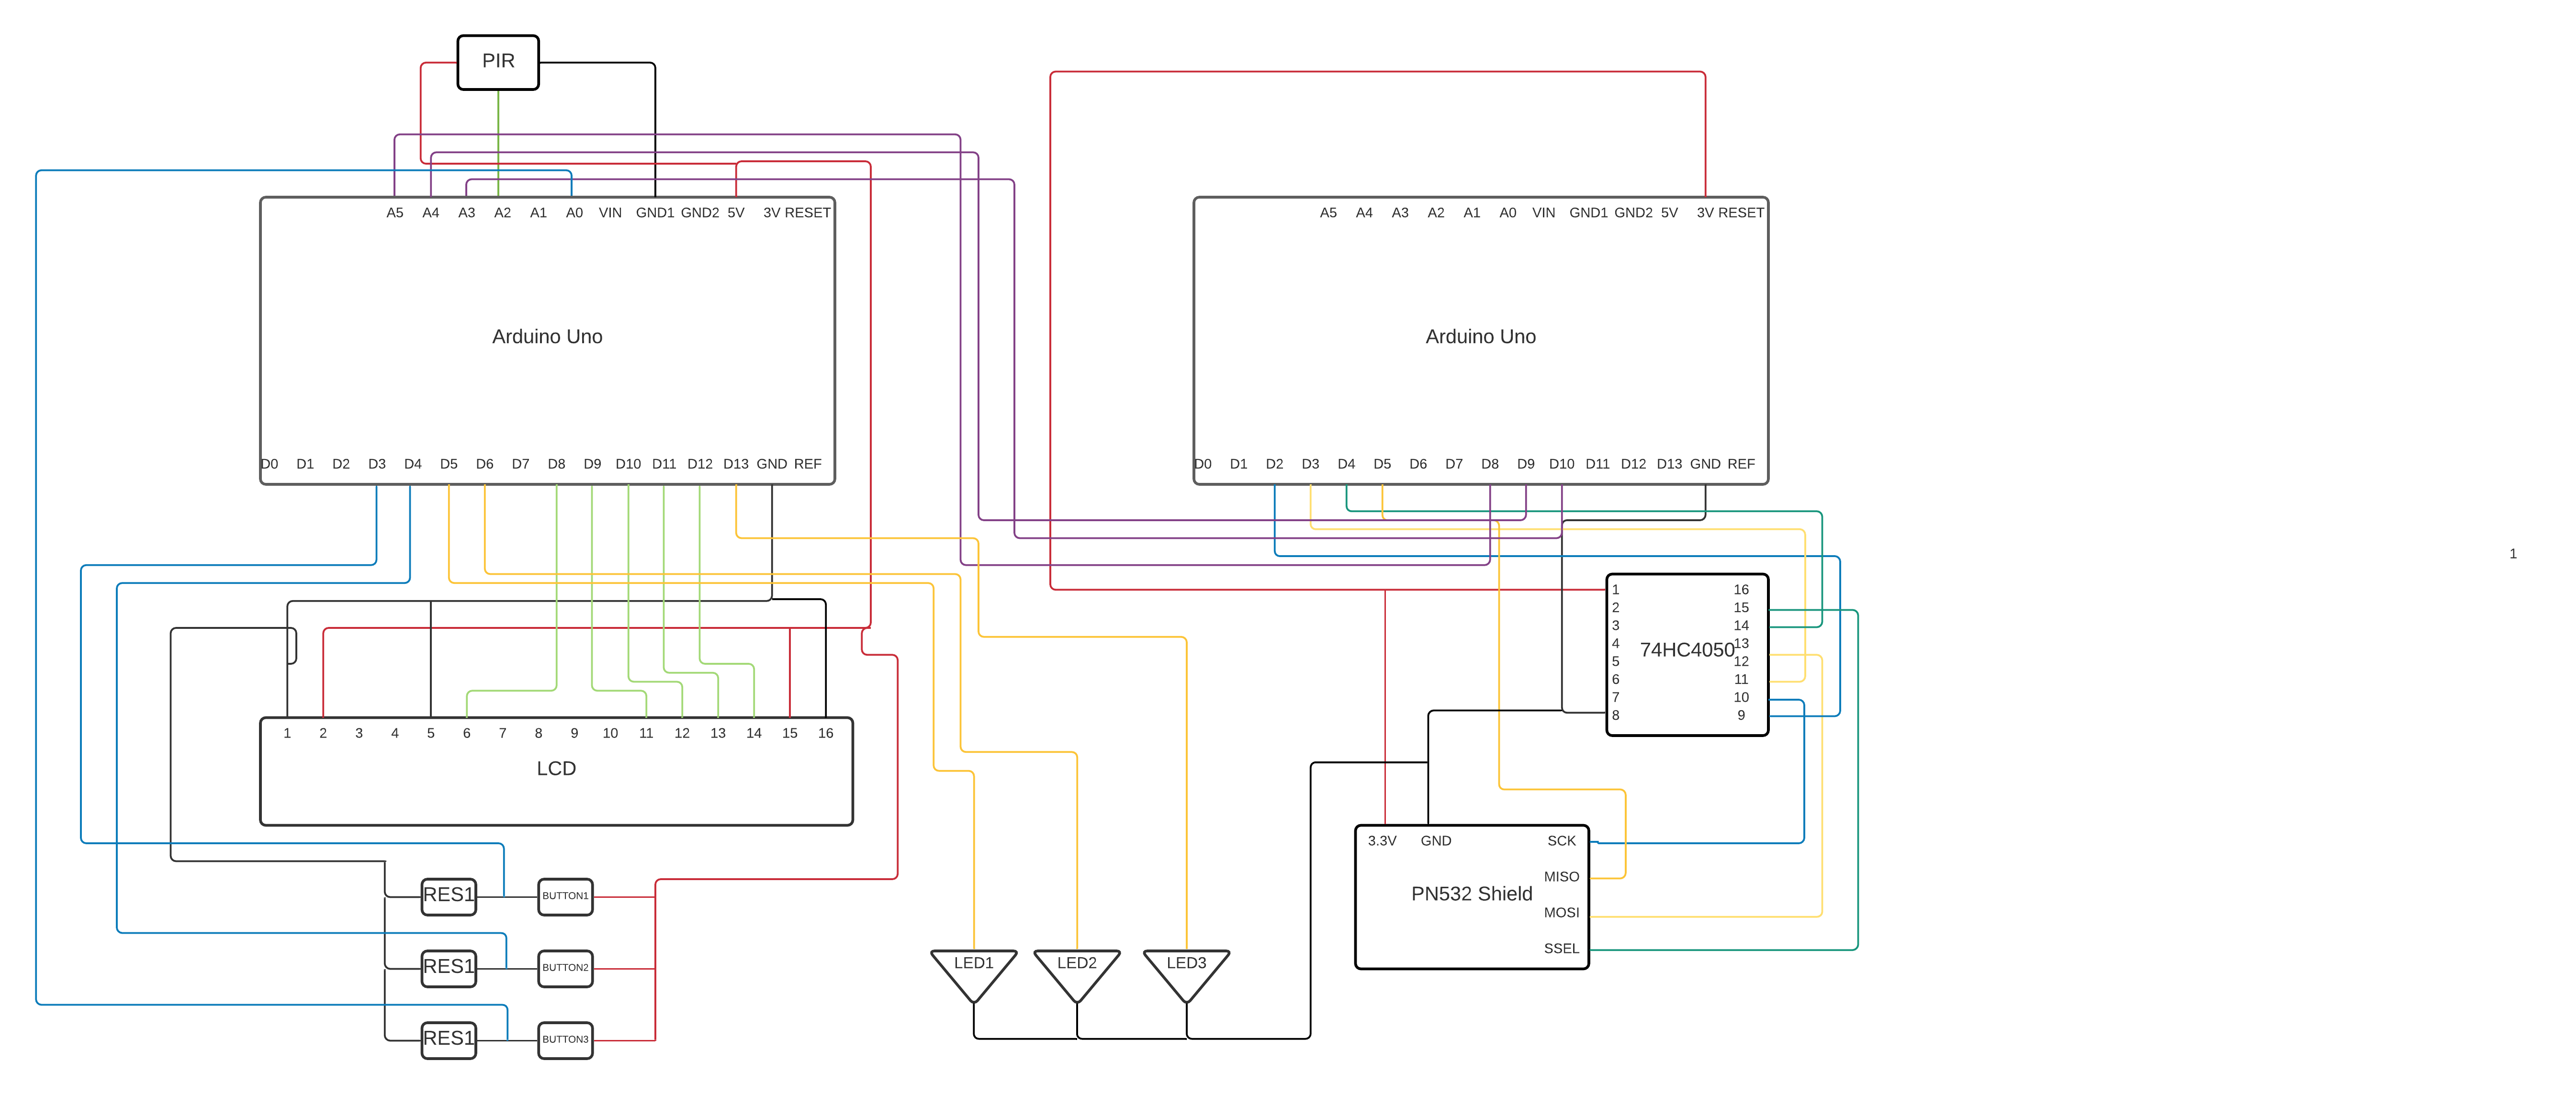 PIR
A5 A4 A3 A2 A1 A0 VIN GND1 GND2 5V 3V RESET
Arduino Uno
D0 D1 D2 D3 D4 D5 D6 D7 D8 D9 D10 D11 D12 D13 GND REF
A5 A4 A3 A2 A1 A0 VIN GND1 GND2 5V 3V RESET
Arduino Uno
D0 D1 D2 D3 D4 D5 D6 D7 D8 D9 D10 D11 D12 D13 GND REF
1
1 16
2 15
3 14
4 13
74HC4050
5 12
6 11
7 10
8 9
1 2 3 4 5 6 7 8 9 10 11 12 13 14 15 16
LCD
3.3V GND SCK
MISO
PN532 Shield
MOSI
SSEL
RES1 BUTTON1
RES1 BUTTON2
RES1 BUTTON3
LED1 LED2 LED3